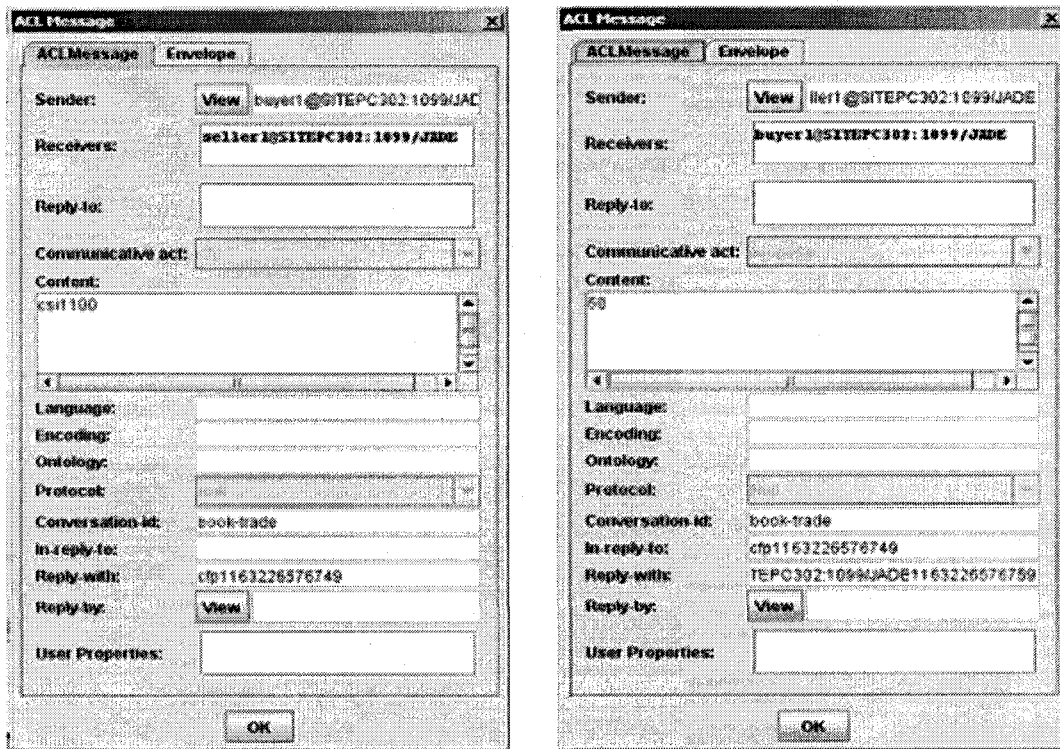 ACL Message
ACLMessage Envelope
Sender: View buyer1@SITEPC302:1099/JAD
Receivers: seller1@SITEPC302:1099/JADE
Reply-to:
Communicative act:
Content:
csi1100
Language:
Encoding:
Ontology:
Protocol:
Conversation-id: book-trade
In-reply-to:
Reply-with: cfp1163226576749
Reply-by: View
User Properties:
OK
ACL Message
ACLMessage Envelope
Sender: View ller1@SITEPC302:1099/JADE
Receivers: buyer1@SITEPC302:1099/JADE
Reply-to:
Communicative act:
Content:
Language:
Encoding:
Ontology:
Protocol:
Conversation-id: book-trade
In-reply-to: cfp1163226576749
Reply-with: TEPC302:1099/JADE1163226576759
Reply-by: View
User Properties:
OK